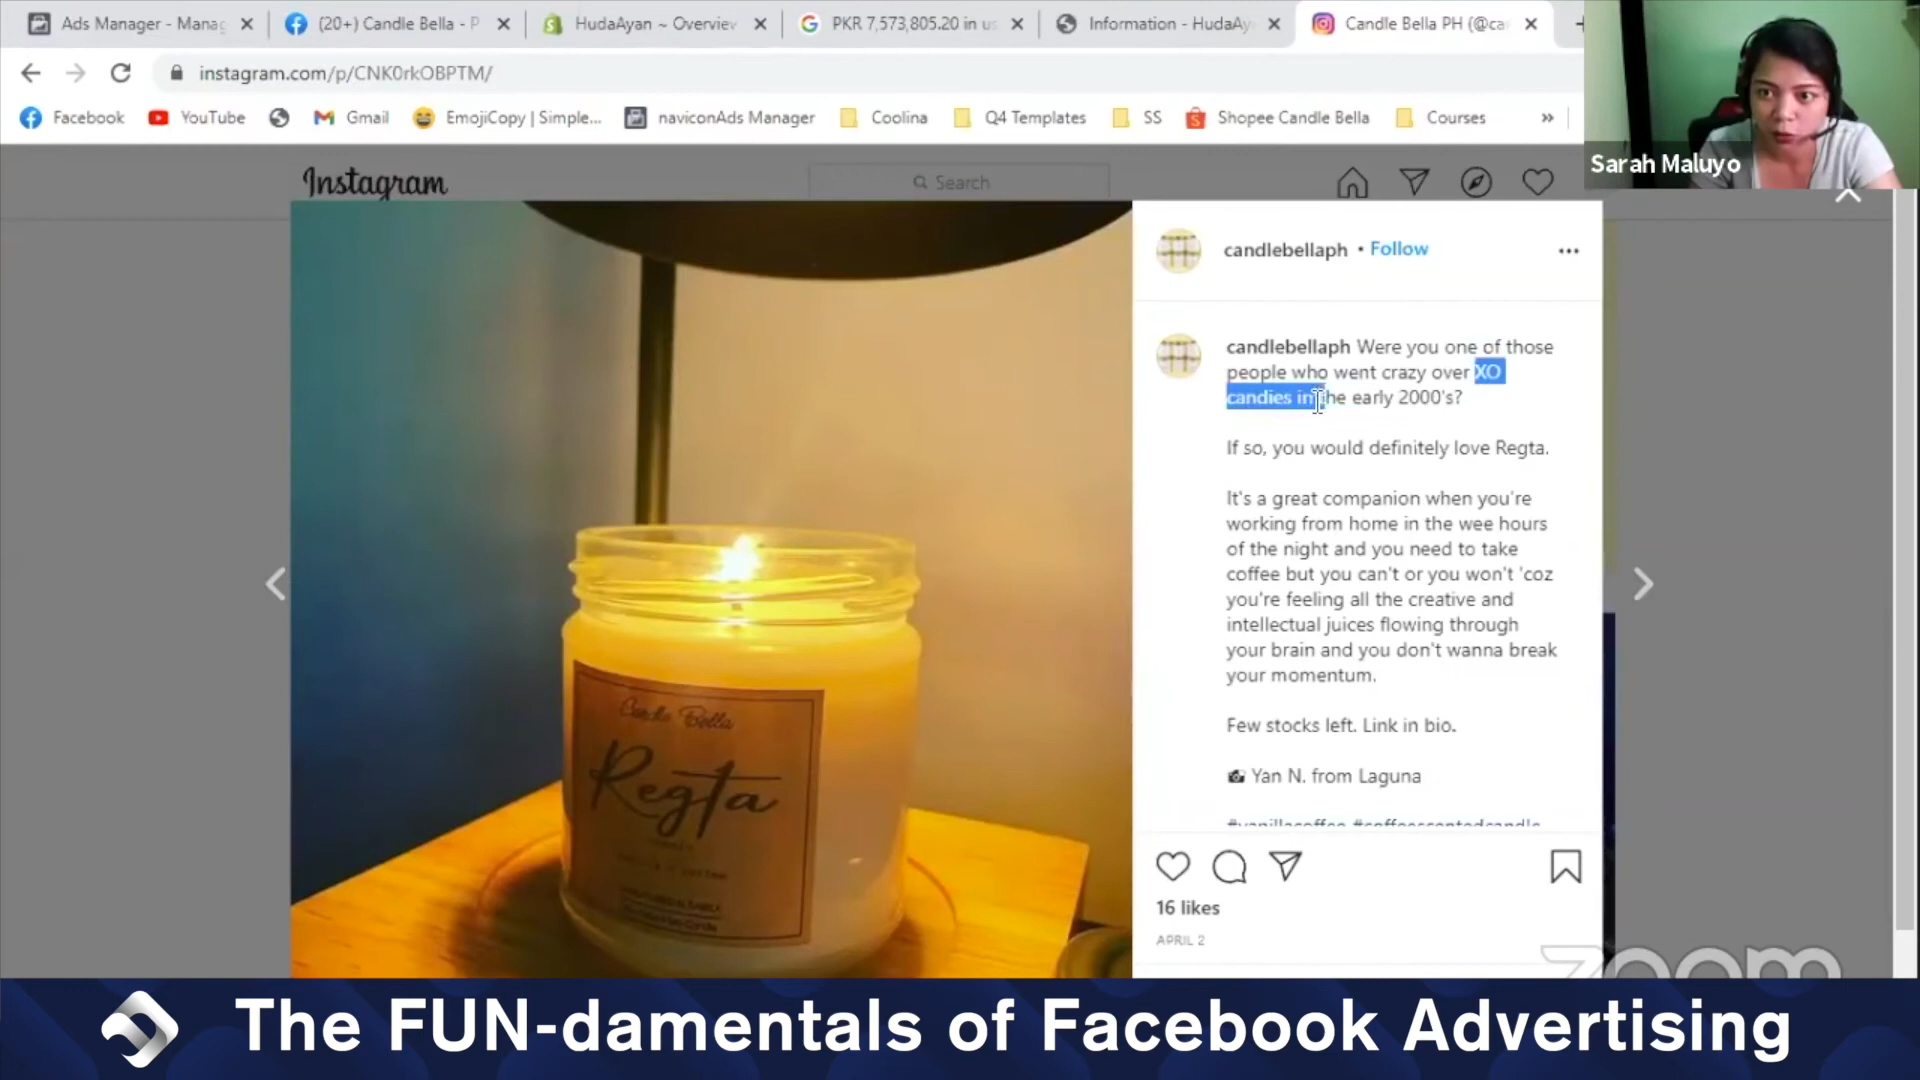 Ads Manager - Manag
(20+) Candle Bella - P
HudaAyan ~ Overview
PKR 7,573,805.20 in us
Information - HudaAy
Candle Bella PH (@ca
instagram.com/p/CNK0rkOBPTM/
Facebook
YouTube
Gmail
EmojiCopy | Simple...
naviconAds Manager
Coolina
Q4 Templates
SS
Shopee Candle Bella
Courses
»
Sarah Maluyo
Instagram
Search
candlebellaph • Follow
candlebellaph Were you one of those
people who went crazy over XO
candies in the early 2000's?
If so, you would definitely love Regta.
It's a great companion when you're
working from home in the wee hours
of the night and you need to take
coffee but you can't or you won't 'coz
you're feeling all the creative and
intellectual juices flowing through
your brain and you don't wanna break
your momentum.
Few stocks left. Link in bio.
Yan N. from Laguna
#vanillacoffee #coffeescentedcandle
16 likes
APRIL 2
Candle Bella
Regta
zoom
The FUN-damentals of Facebook Advertising